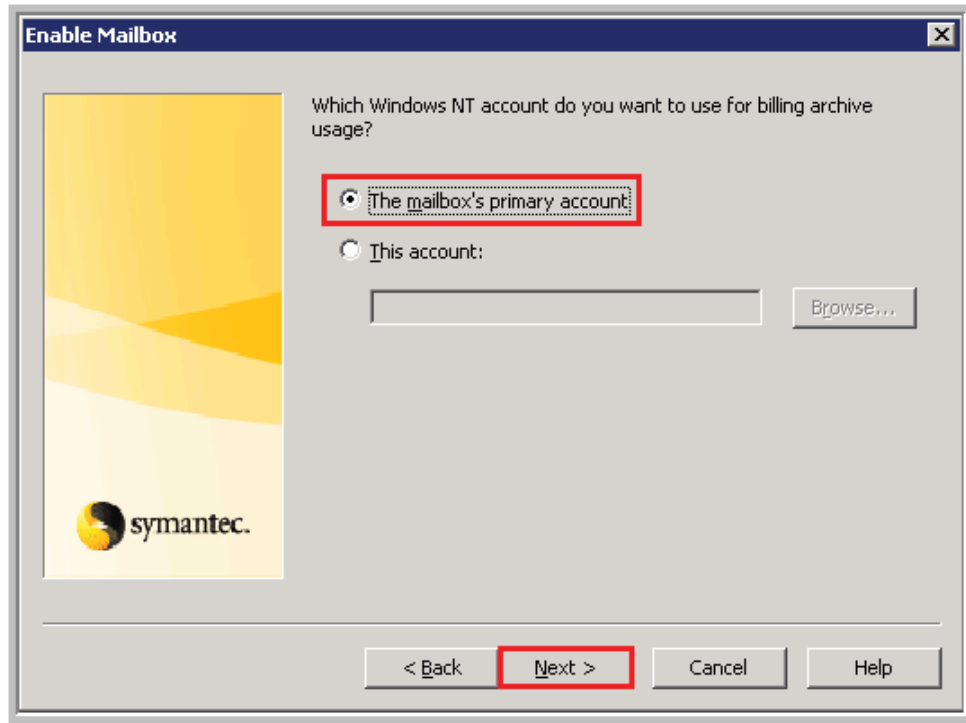 Enable Mailbox
Which Windows NT account do you want to use for billing archive
usage?
The mailbox's primary account
This account:
Browse...
symantec.
< Back
Next >
Cancel
Help